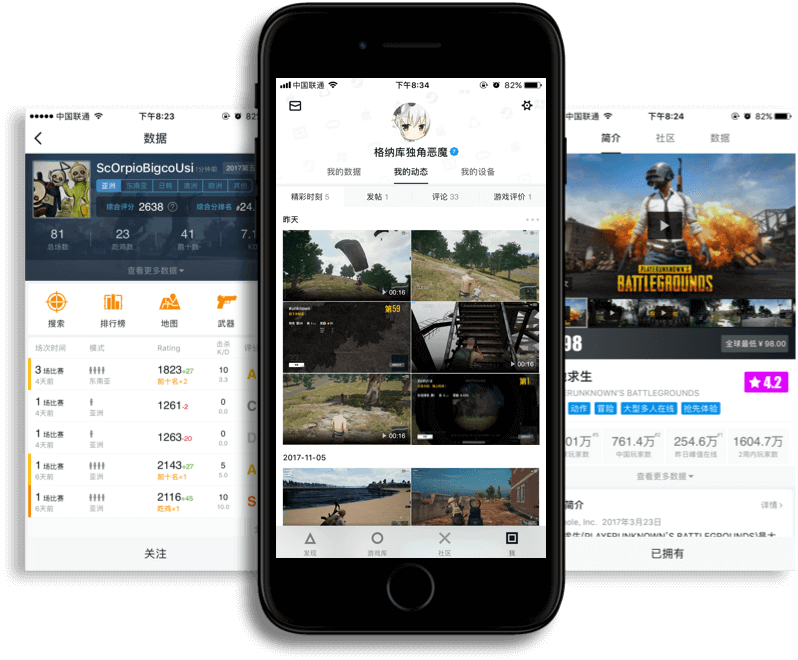 中国联通
下午8:23
82
数据
ScOrpioBigcoUsi
1分钟前
2017第五
亚洲
东南亚
日韩
澳洲
欧洲
其他
综合评分 2638
综合分排名 #24.
81
23
41
7.1
总场数
吃鸡数
前十数
K/D
查看更多数据
搜索
排行榜
地图
武器
场次时间
模式
Rating
击杀
K/D
评
3 场比赛
4天前
东南亚
1823+27
前十名×2
10
3.3
A
1 场比赛
4天前
亚洲
1261-2
0
0.0
C
1 场比赛
4天前
亚洲
1263-20
0
0.0
D
1 场比赛
6天前
亚洲
2143+27
前十名×1
5
5.0
A
1 场比赛
6天前
亚洲
2116+45
吃鸡×1
10
10.0
S
关注
中国联通
下午8:34
82%
格纳库独角恶魔
我的数据
我的动态
我的设备
精彩时刻 5
发帖 1
评论 33
游戏评价 1
昨天
00:16
第59
00:16
00:16
第1
2017-11-05
发现
游戏库
社区
我
中国联通
下午8:24
82%
简介
社区
数据
PLAYERUNKNOWN'S
BATTLEGROUNDS
98
全球最低 ¥ 98.00
求生
ERUNKNOWN'S BATTLEGROUNDS
4.2
动作
冒险
大型多人在线
抢先体验
01万
761.4万
254.6万
1604.7万
玩家数
中国玩家数
昨日峰值在线
2周内玩家数
查看更多数据
简介
详情
ole, Inc. 2017年3月23日
求生(PLAYERUNKNOWN'S BATTLEGROUNDS)是大
已拥有